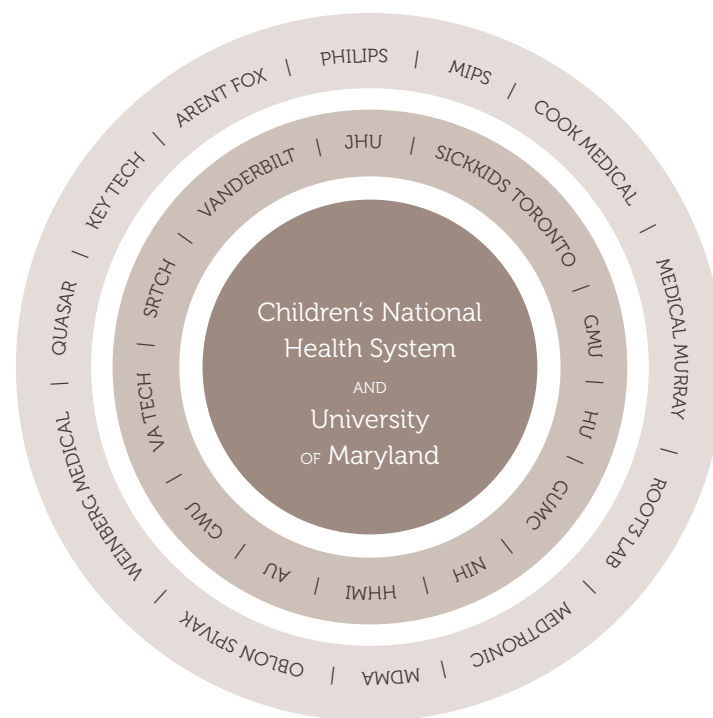 PHILIPS | MIPS | COOK MEDICAL | MEDICAL MURRAY | ROOT3 LAB | MEDTRONIC | MDMA | OBLON SPIVAK | WEINBERG MEDICAL | QUASAR | KEY TECH | ARENT FOX |
JHU | SICKKIDS TORONTO | GMU | HU | GUMC | NIH | HHMI | AU | GWU | VA TECH | SRTCH | VANDERBILT |
Children's National
Health System
AND
University
OF Maryland